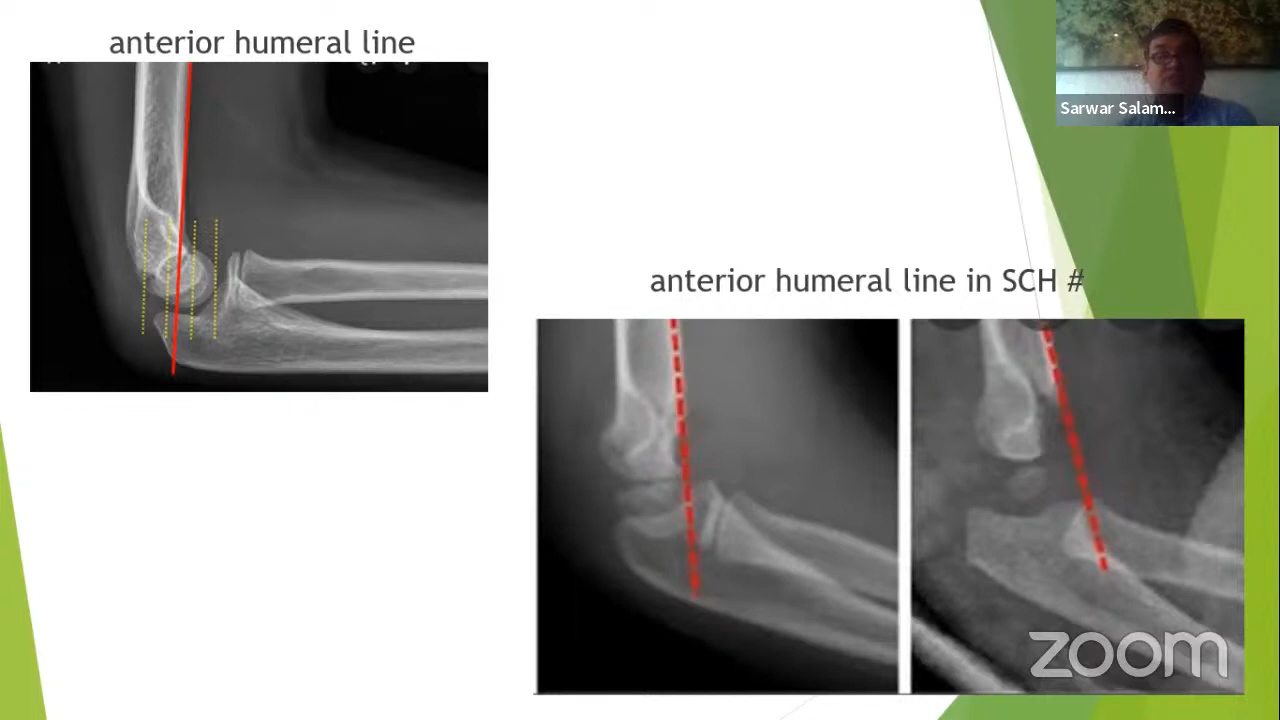 anterior humeral line
Sarwar Salam...
anterior humeral line in SCH #
zoom